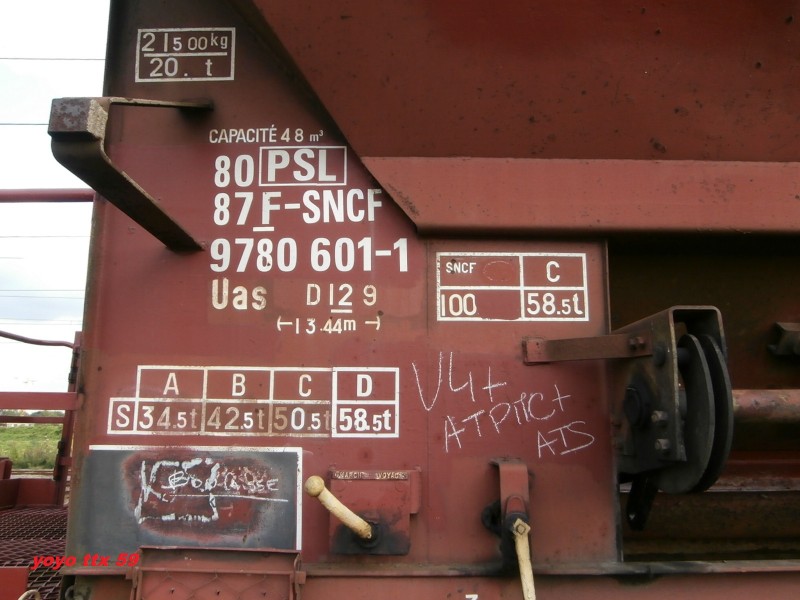 21500kg
20. t
CAPACITÉ 48 m³
80 PSL
87 F-SNCF
9780 601-1
Uas D129
13.44m
SNCF C
100 58.5t
A B C D
S 34.5t 42.5t 50.5t 58.5t
V4+
ATS
yoyo ttx 59